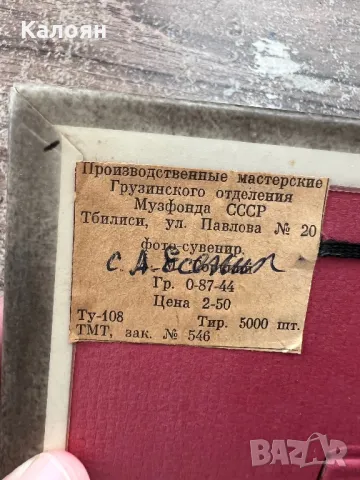 Калоян
Производственные мастерские
Грузинского отделения
Музфонда СССР
Тбилиси, ул. Павлова № 20
фото-сувенир
С. А. Есенин
Гр. 0-87-44
Цена 2-50
Ту-108 Тир. 5000 шт.
ТМТ, зак. № 546
BAZAR
bg